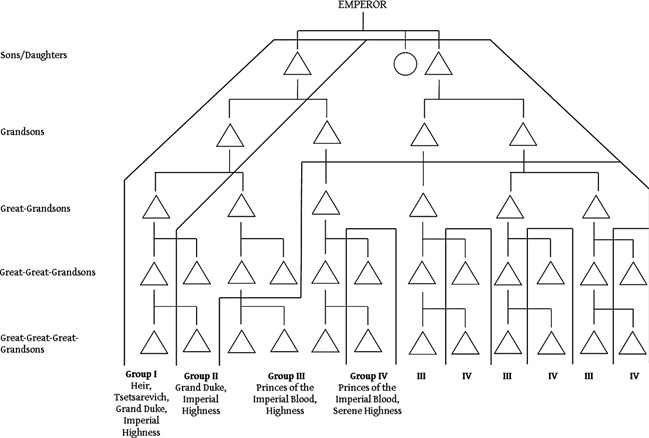 EMPEROR
Sons/Daughters
Grandsons
Great-Grandsons
Great-Great-Grandsons
Great-Great-Great-
Grandsons
Group I
Heir,
Tsetsarevich,
Grand Duke,
Imperial
Highness
Group II
Grand Duke,
Imperial
Highness
Group III
Princes of the
Imperial Blood,
Highness
Group IV
Princes of the
Imperial Blood,
Serene Highness
III
IV
III
IV
III
IV